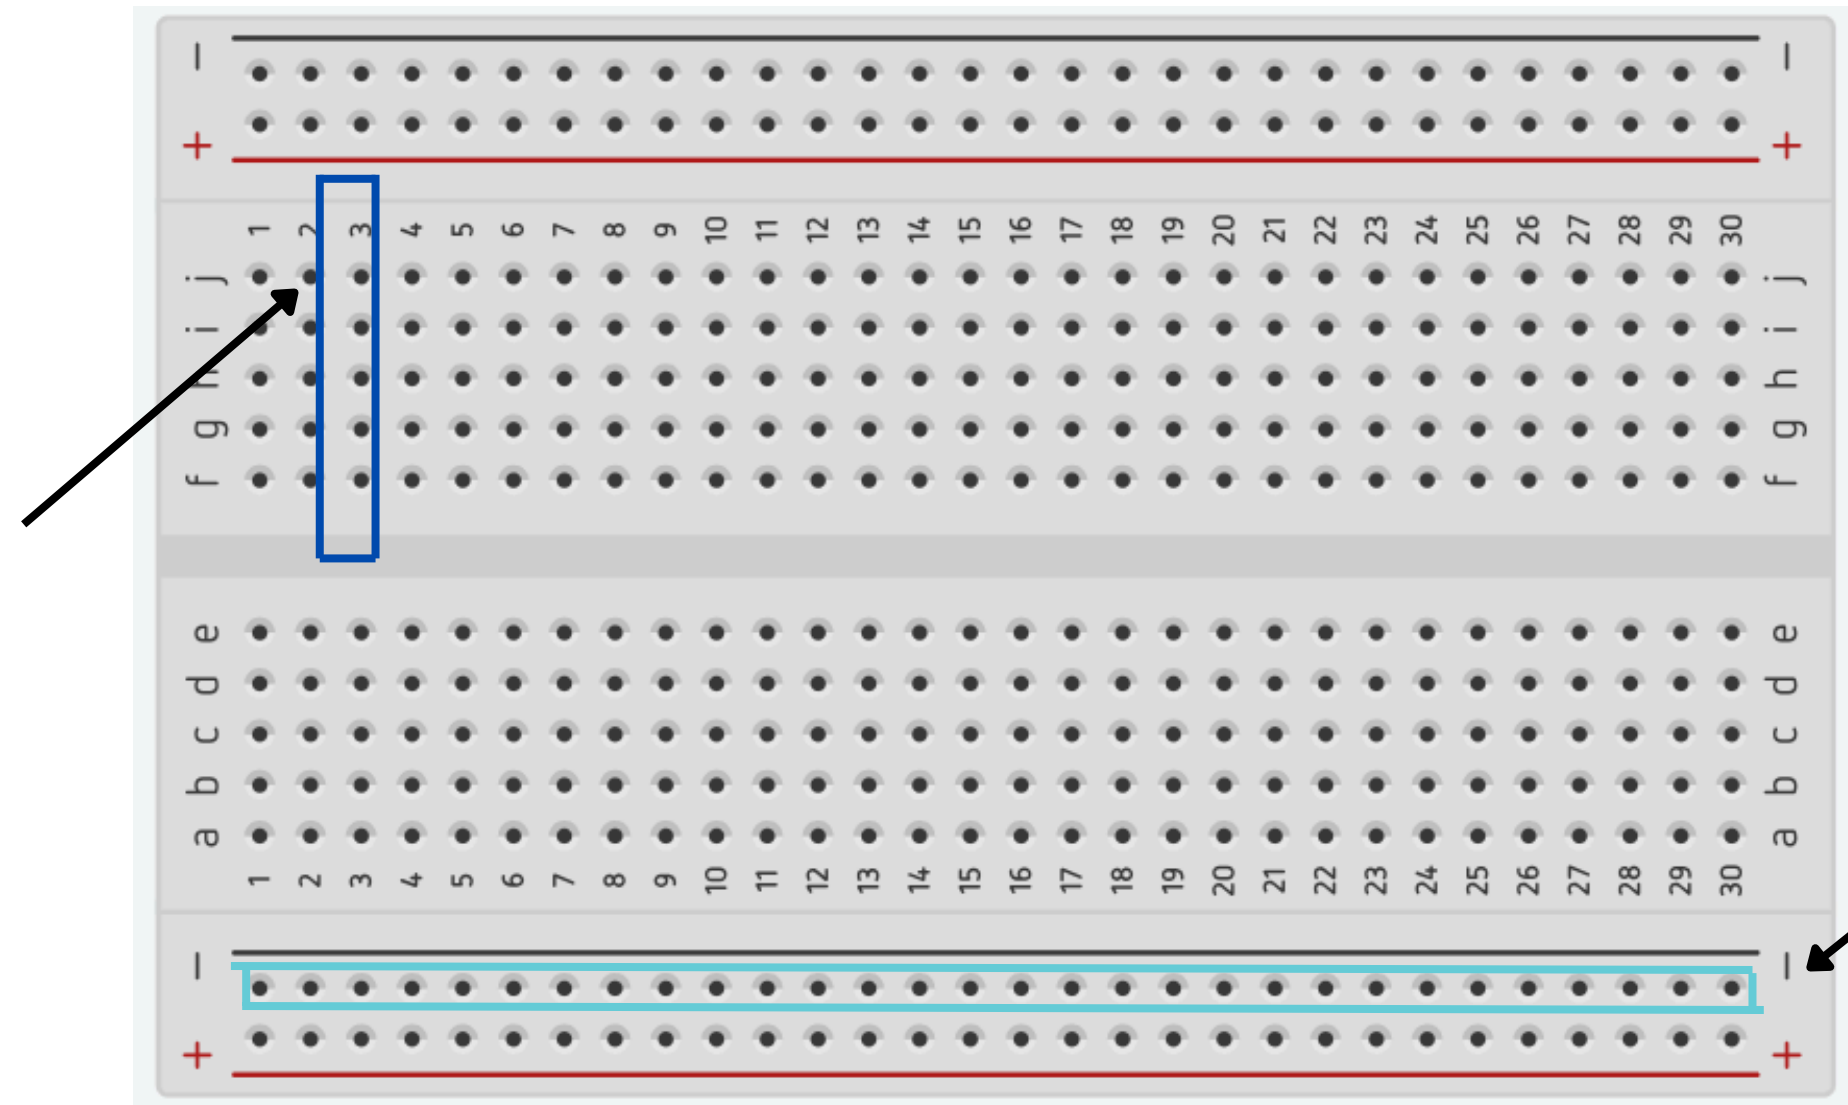 − −
+ +
1 2 3 4 5 6 7 8 9 10 11 12 13 14 15 16 17 18 19 20 21 22 23 24 25 26 27 28 29 30
j j
i i
h
g g
f f
e e
d d
c c
b b
a a
1 2 3 4 5 6 7 8 9 10 11 12 13 14 15 16 17 18 19 20 21 22 23 24 25 26 27 28 29 30
− −
+ +